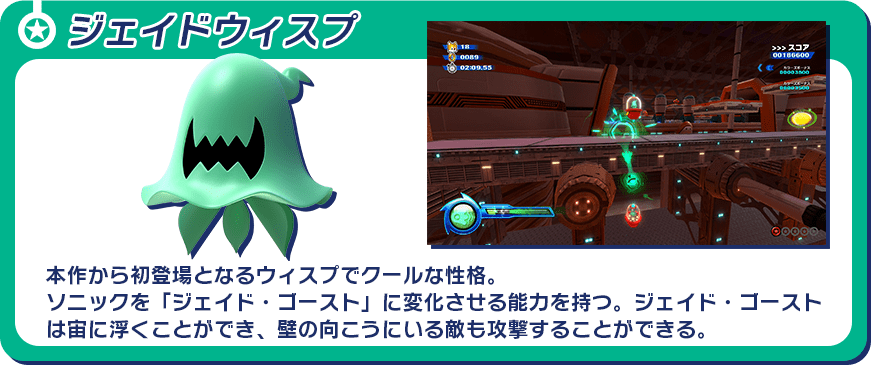 ジェイドウィスプ
18
0089
02:09.55
>>> スコア
00186600
本作から初登場となるウィスプでクールな性格。
ソニックを「ジェイド・ゴースト」に変化させる能力を持つ。ジェイド・ゴースト
は宙に浮くことができ、壁の向こうにいる敵も攻撃することができる。